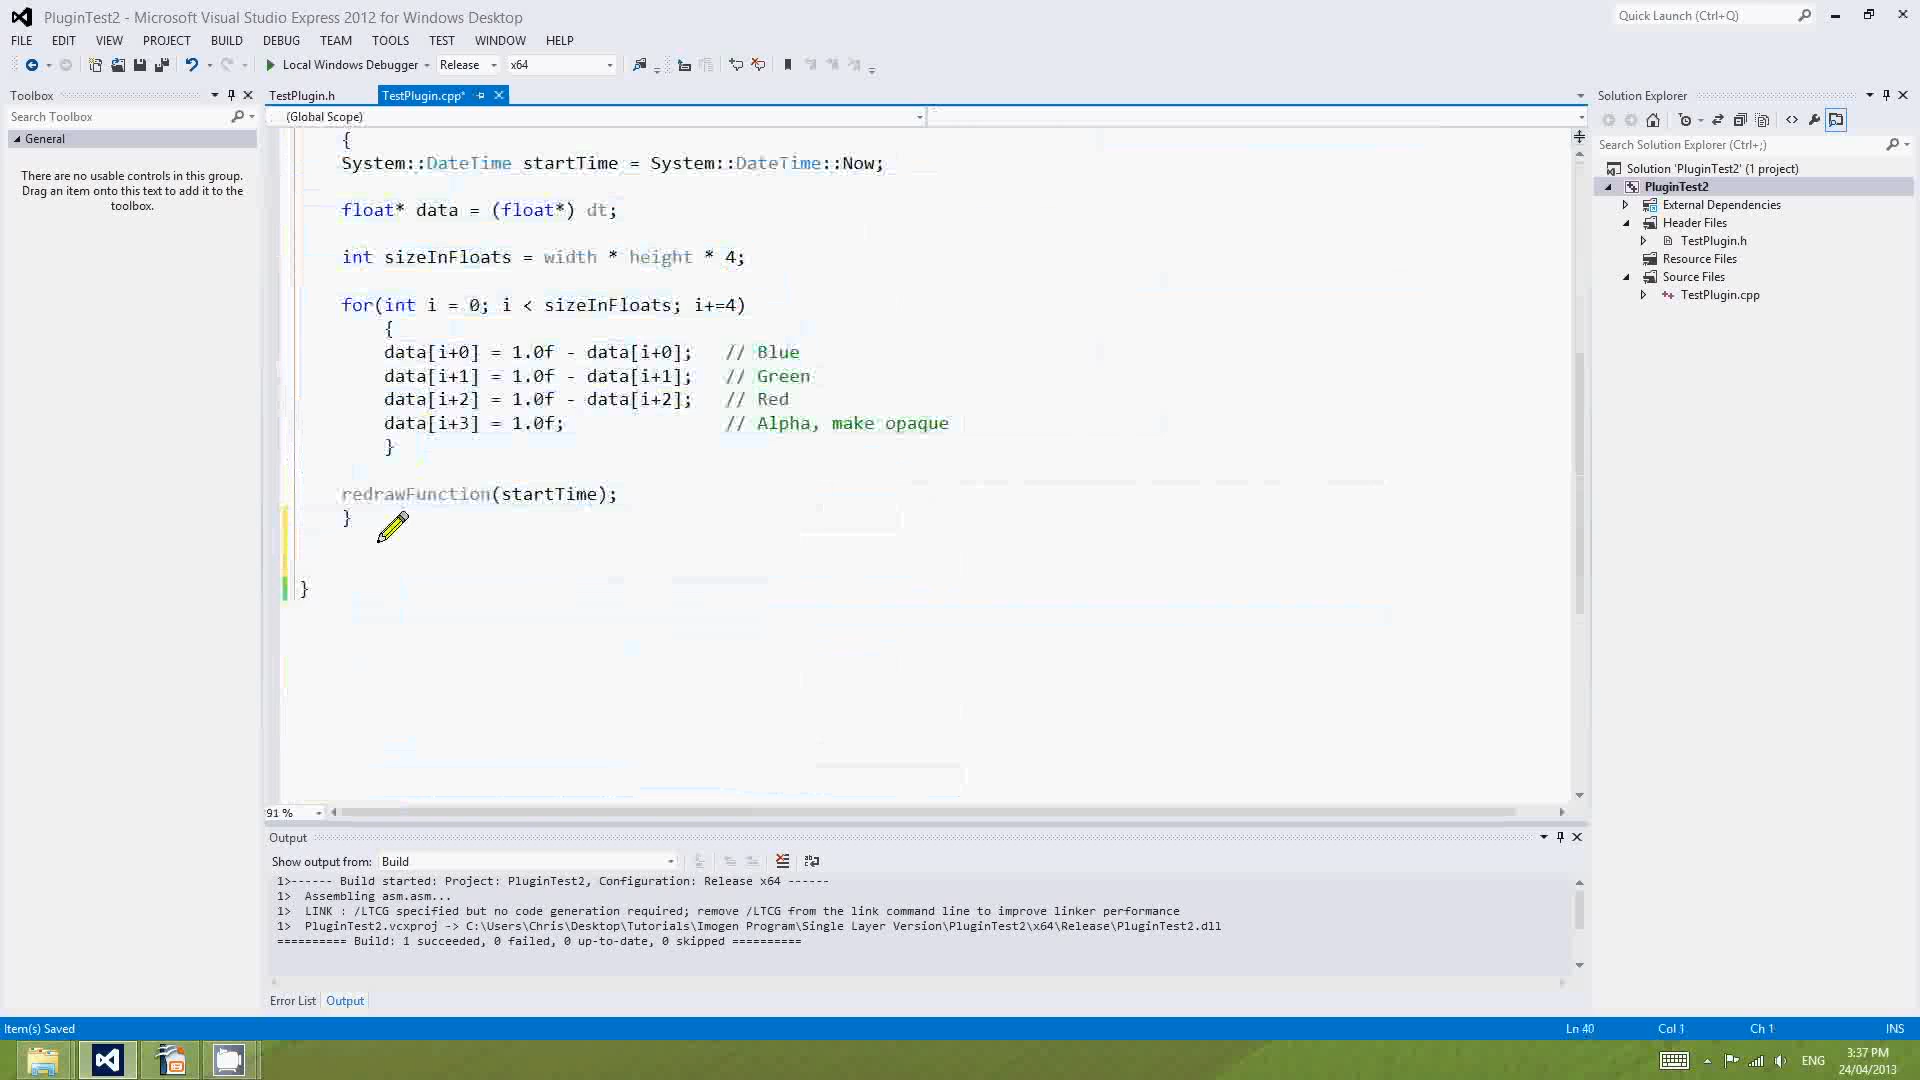 PluginTest2 - Microsoft Visual Studio Express 2012 for Windows Desktop
Quick Launch (Ctrl+Q)
FILE EDIT VIEW PROJECT BUILD DEBUG TEAM TOOLS TEST WINDOW HELP
Local Windows Debugger Release x64
Toolbox
Search Toolbox
General
There are no usable controls in this group.
Drag an item onto this text to add it to the
toolbox.
TestPlugin.h TestPlugin.cpp*
(Global Scope)
{
System::DateTime startTime = System::DateTime::Now;
float* data = (float*) dt;
int sizeInFloats = width * height * 4;
for(int i = 0; i < sizeInFloats; i+=4)
{
data[i+0] = 1.0f - data[i+0]; // Blue
data[i+1] = 1.0f - data[i+1]; // Green
data[i+2] = 1.0f - data[i+2]; // Red
data[i+3] = 1.0f; // Alpha, make opaque
}
redrawFunction(startTime);
}
}
91 %
Solution Explorer
Search Solution Explorer (Ctrl+;)
Solution 'PluginTest2' (1 project)
PluginTest2
External Dependencies
Header Files
TestPlugin.h
Resource Files
Source Files
TestPlugin.cpp
Output
Show output from: Build
1>------ Build started: Project: PluginTest2, Configuration: Release x64 ------
1> Assembling asm.asm...
1> LINK : /LTCG specified but no code generation required; remove /LTCG from the link command line to improve linker performance
1> PluginTest2.vcxproj -> C:\Users\Chris\Desktop\Tutorials\Imogen Program\Single Layer Version\PluginTest2\x64\Release\PluginTest2.dll
========== Build: 1 succeeded, 0 failed, 0 up-to-date, 0 skipped ==========
Error List Output
Item(s) Saved Ln 40 Col 1 Ch 1 INS
ENG 3:37 PM
24/04/2013